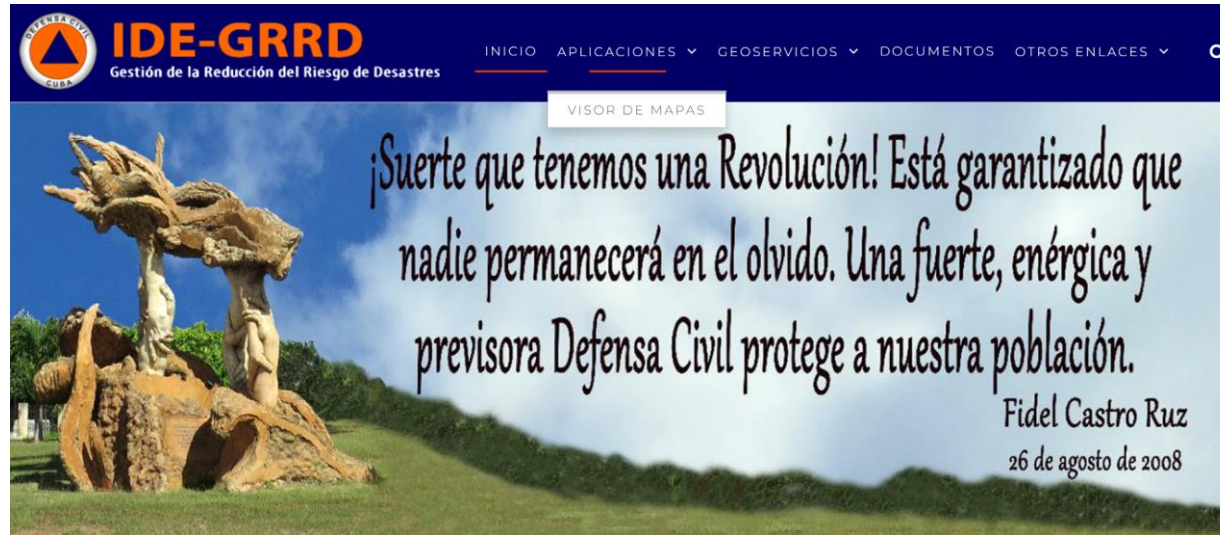 DEFENSA CIVIL
CUBA
IDE-GRRD
Gestión de la Reducción del Riesgo de Desastres
INICIO APLICACIONES GEOSERVICIOS DOCUMENTOS OTROS ENLACES
VISOR DE MAPAS
¡Suerte que tenemos una Revolución! Está garantizado que
nadie permanecerá en el olvido. Una fuerte, enérgica y
previsora Defensa Civil protege a nuestra población.
Fidel Castro Ruz
26 de agosto de 2008